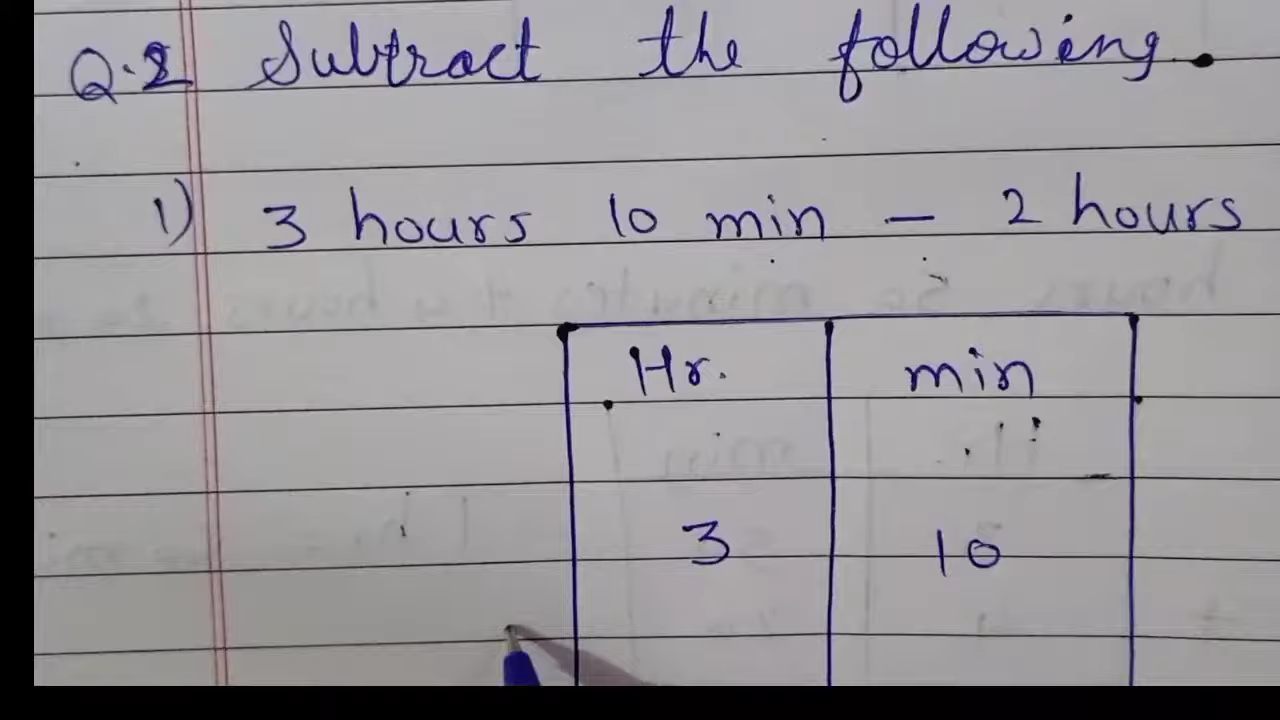 Q.2 Subtract the following.
1) 3 hours 10 min – 2 hours
Hr. min
3 10